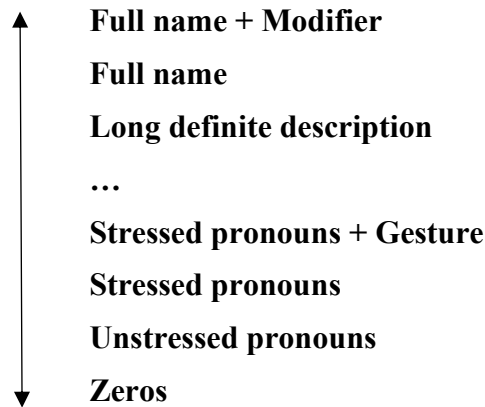 Full name + Modifier
Full name
Long definite description
…
Stressed pronouns + Gesture
Stressed pronouns
Unstressed pronouns
Zeros